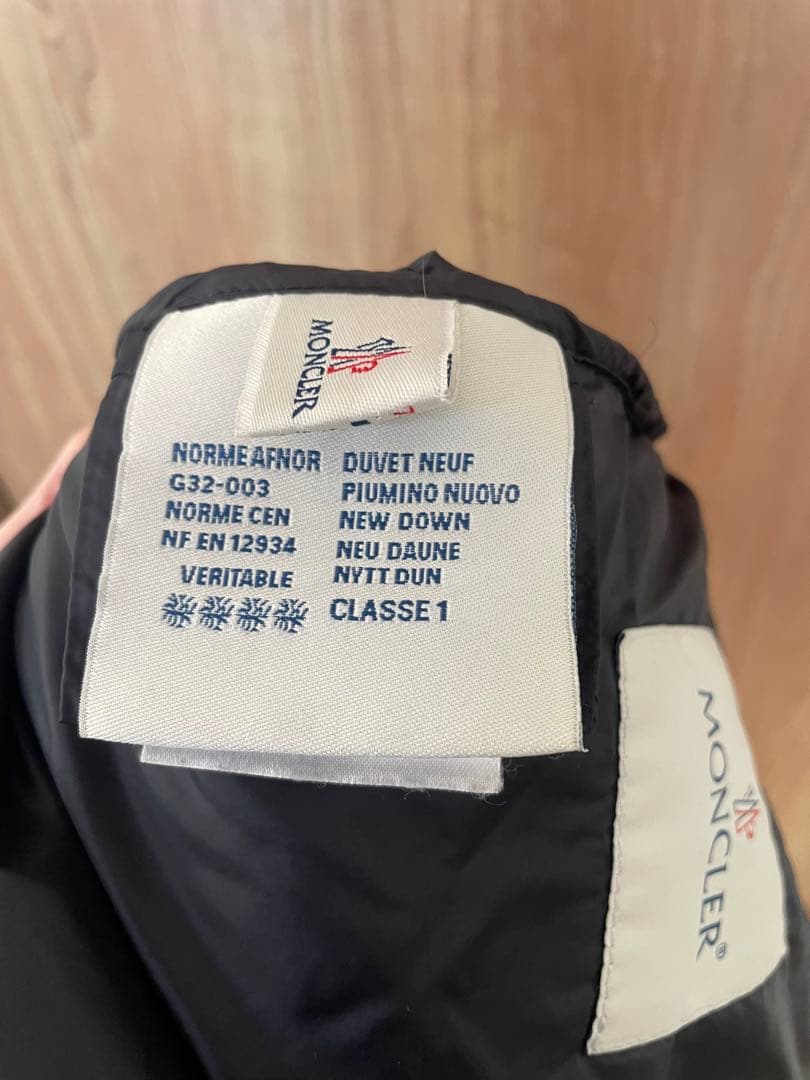 MONCLER
NORME AFNOR
G32-003
NORME CEN
NF EN 12934
VERITABLE
DUVET NEUF
PIUMINO NUOVO
NEW DOWN
NEU DAUNE
NYTT DUN
CLASSE 1
MONCLER®